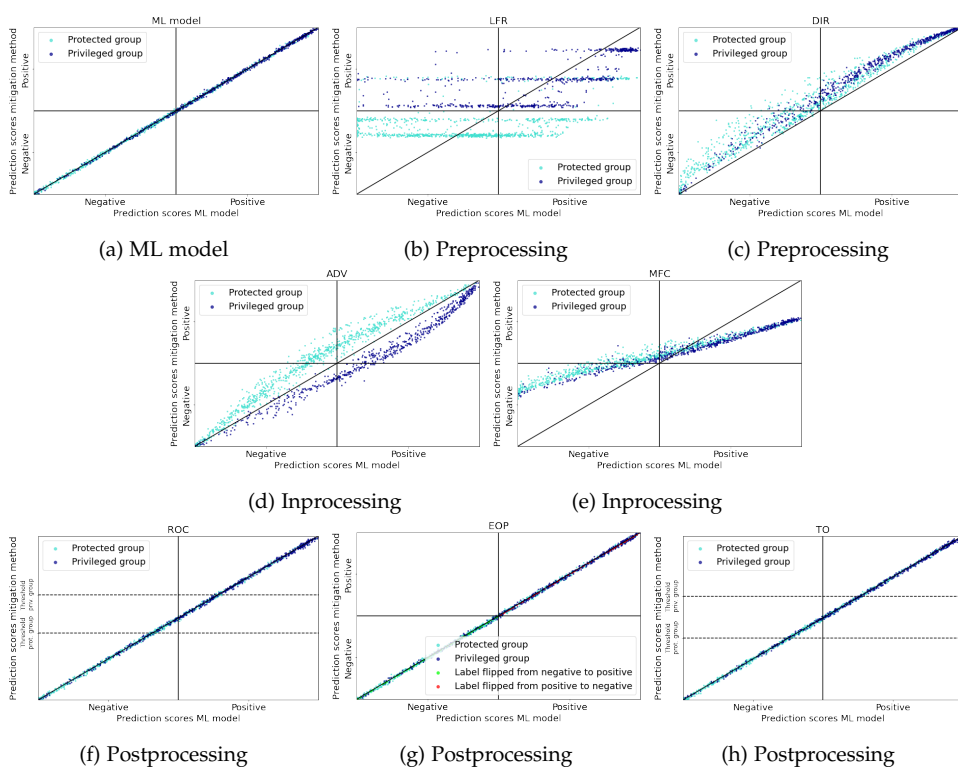 ML model
Protected group
Privileged group
Prediction scores mitigation method
Negative
Positive
Negative
Positive
Prediction scores ML model
(a) ML model
LFR
Protected group
Privileged group
Prediction scores mitigation method
Negative
Positive
Negative
Positive
Prediction scores ML model
(b) Preprocessing
DIR
Protected group
Privileged group
Prediction scores mitigation method
Negative
Positive
Negative
Positive
Prediction scores ML model
(c) Preprocessing
ADV
Protected group
Privileged group
Prediction scores mitigation method
Negative
Positive
Negative
Positive
Prediction scores ML model
(d) Inprocessing
MFC
Protected group
Privileged group
Prediction scores mitigation method
Negative
Positive
Negative
Positive
Prediction scores ML model
(e) Inprocessing
ROC
Protected group
Privileged group
Prediction scores mitigation method
Threshold
priv. group
Threshold
prot. group
Negative
Positive
Prediction scores ML model
(f) Postprocessing
EOP
Protected group
Privileged group
Label flipped from negative to positive
Label flipped from positive to negative
Prediction scores mitigation method
Negative
Positive
Negative
Positive
Prediction scores ML model
(g) Postprocessing
TO
Protected group
Privileged group
Prediction scores mitigation method
Threshold
priv. group
Threshold
prot. group
Negative
Positive
Prediction scores ML model
(h) Postprocessing